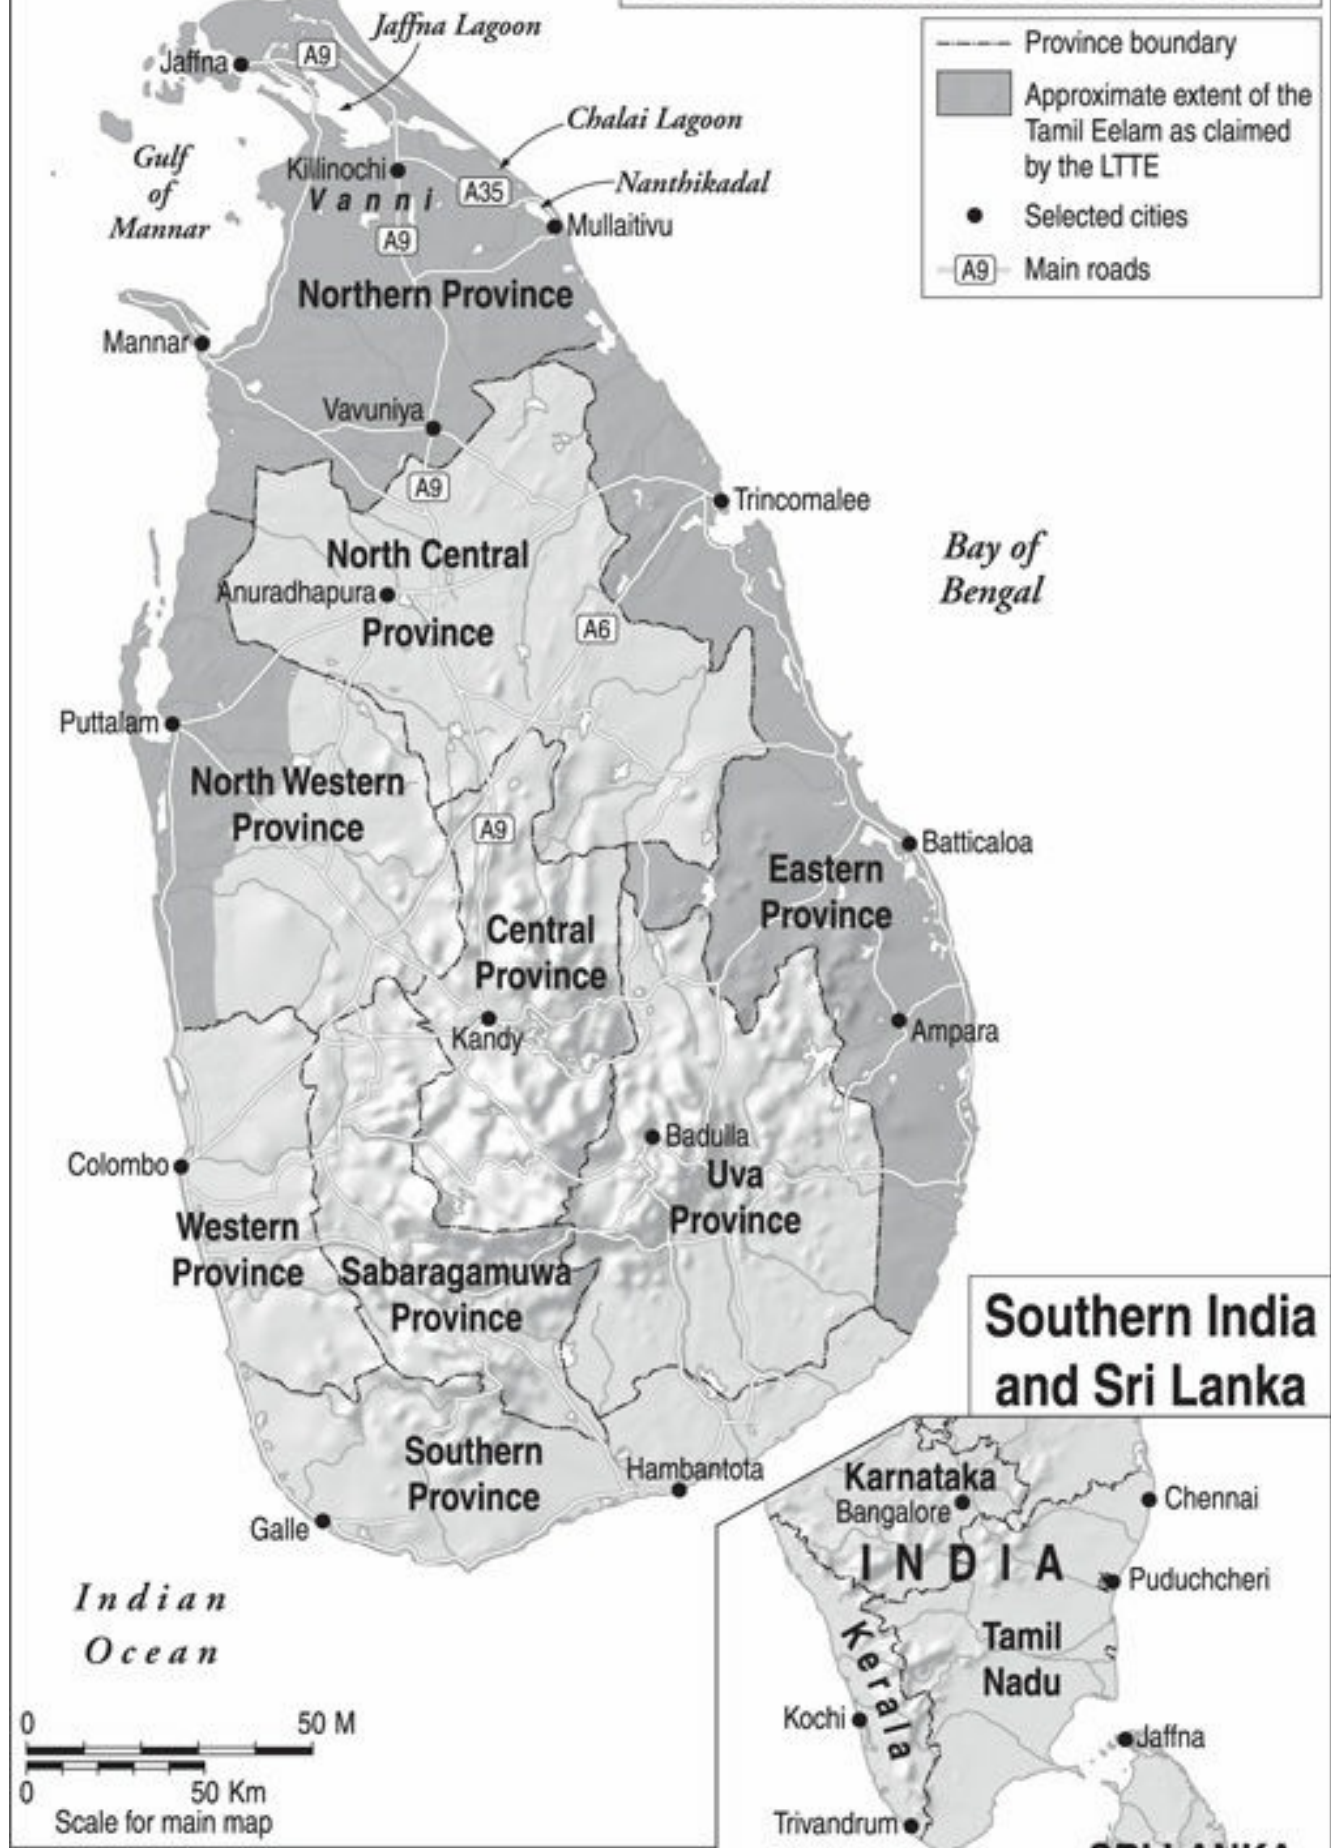 Jaffna Lagoon
Jaffna
A9
Chalai Lagoon
Gulf
of
Mannar
Killinochi
Vanni
A35
Nanthikadal
A9
Mullaitivu
Northern Province
Mannar
Vavuniya
A9
Trincomalee
North Central
Anuradhapura
Province
A6
Bay of
Bengal
Puttalam
North Western
Province
A9
Batticaloa
Eastern
Province
Central
Province
Kandy
Ampara
Badulla
Uva
Province
Colombo
Western
Province
Sabaragamuwa
Province
Southern
Province
Hambantota
Galle
Indian
Ocean
0 50 M
0 50 Km
Scale for main map
Province boundary
Approximate extent of the
Tamil Eelam as claimed
by the LTTE
Selected cities
A9 Main roads
Southern India
and Sri Lanka
Karnataka
Bangalore
Chennai
INDIA
Puduchcheri
Kerala
Tamil
Nadu
Kochi
Jaffna
Trivandrum
SRI LANKA